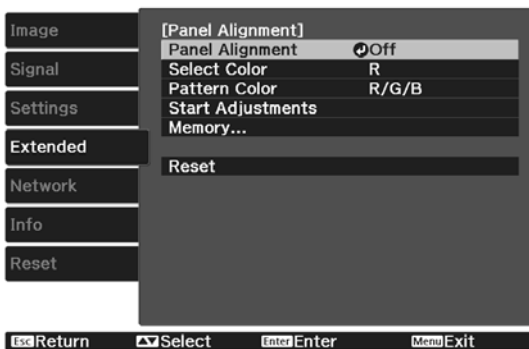 Image
Signal
Settings
Extended
Network
Info
Reset
[Panel Alignment]
Panel Alignment Off
Select Color R
Pattern Color R/G/B
Start Adjustments
Memory...
Reset
Esc Return Select Enter Enter Menu Exit